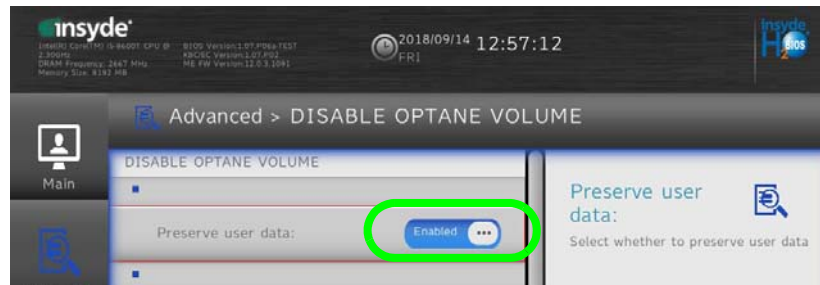 insyde
Intel(R) Core(TM) i5-8600T CPU @
2.30GHz
DRAM Frequency: 2667 MHz
Memory Size: 8192 MB
BIOS Version:1.07.P06a-TEST
KBC/EC Version:1.07.P02
ME FW Version:12.0.3.1091
2018/09/14 12:57:12
FRI
insyde
H2O BIOS
Advanced > DISABLE OPTANE VOLUME
Main
DISABLE OPTANE VOLUME
Preserve user data:
Enabled
Preserve user
data:
Select whether to preserve user data